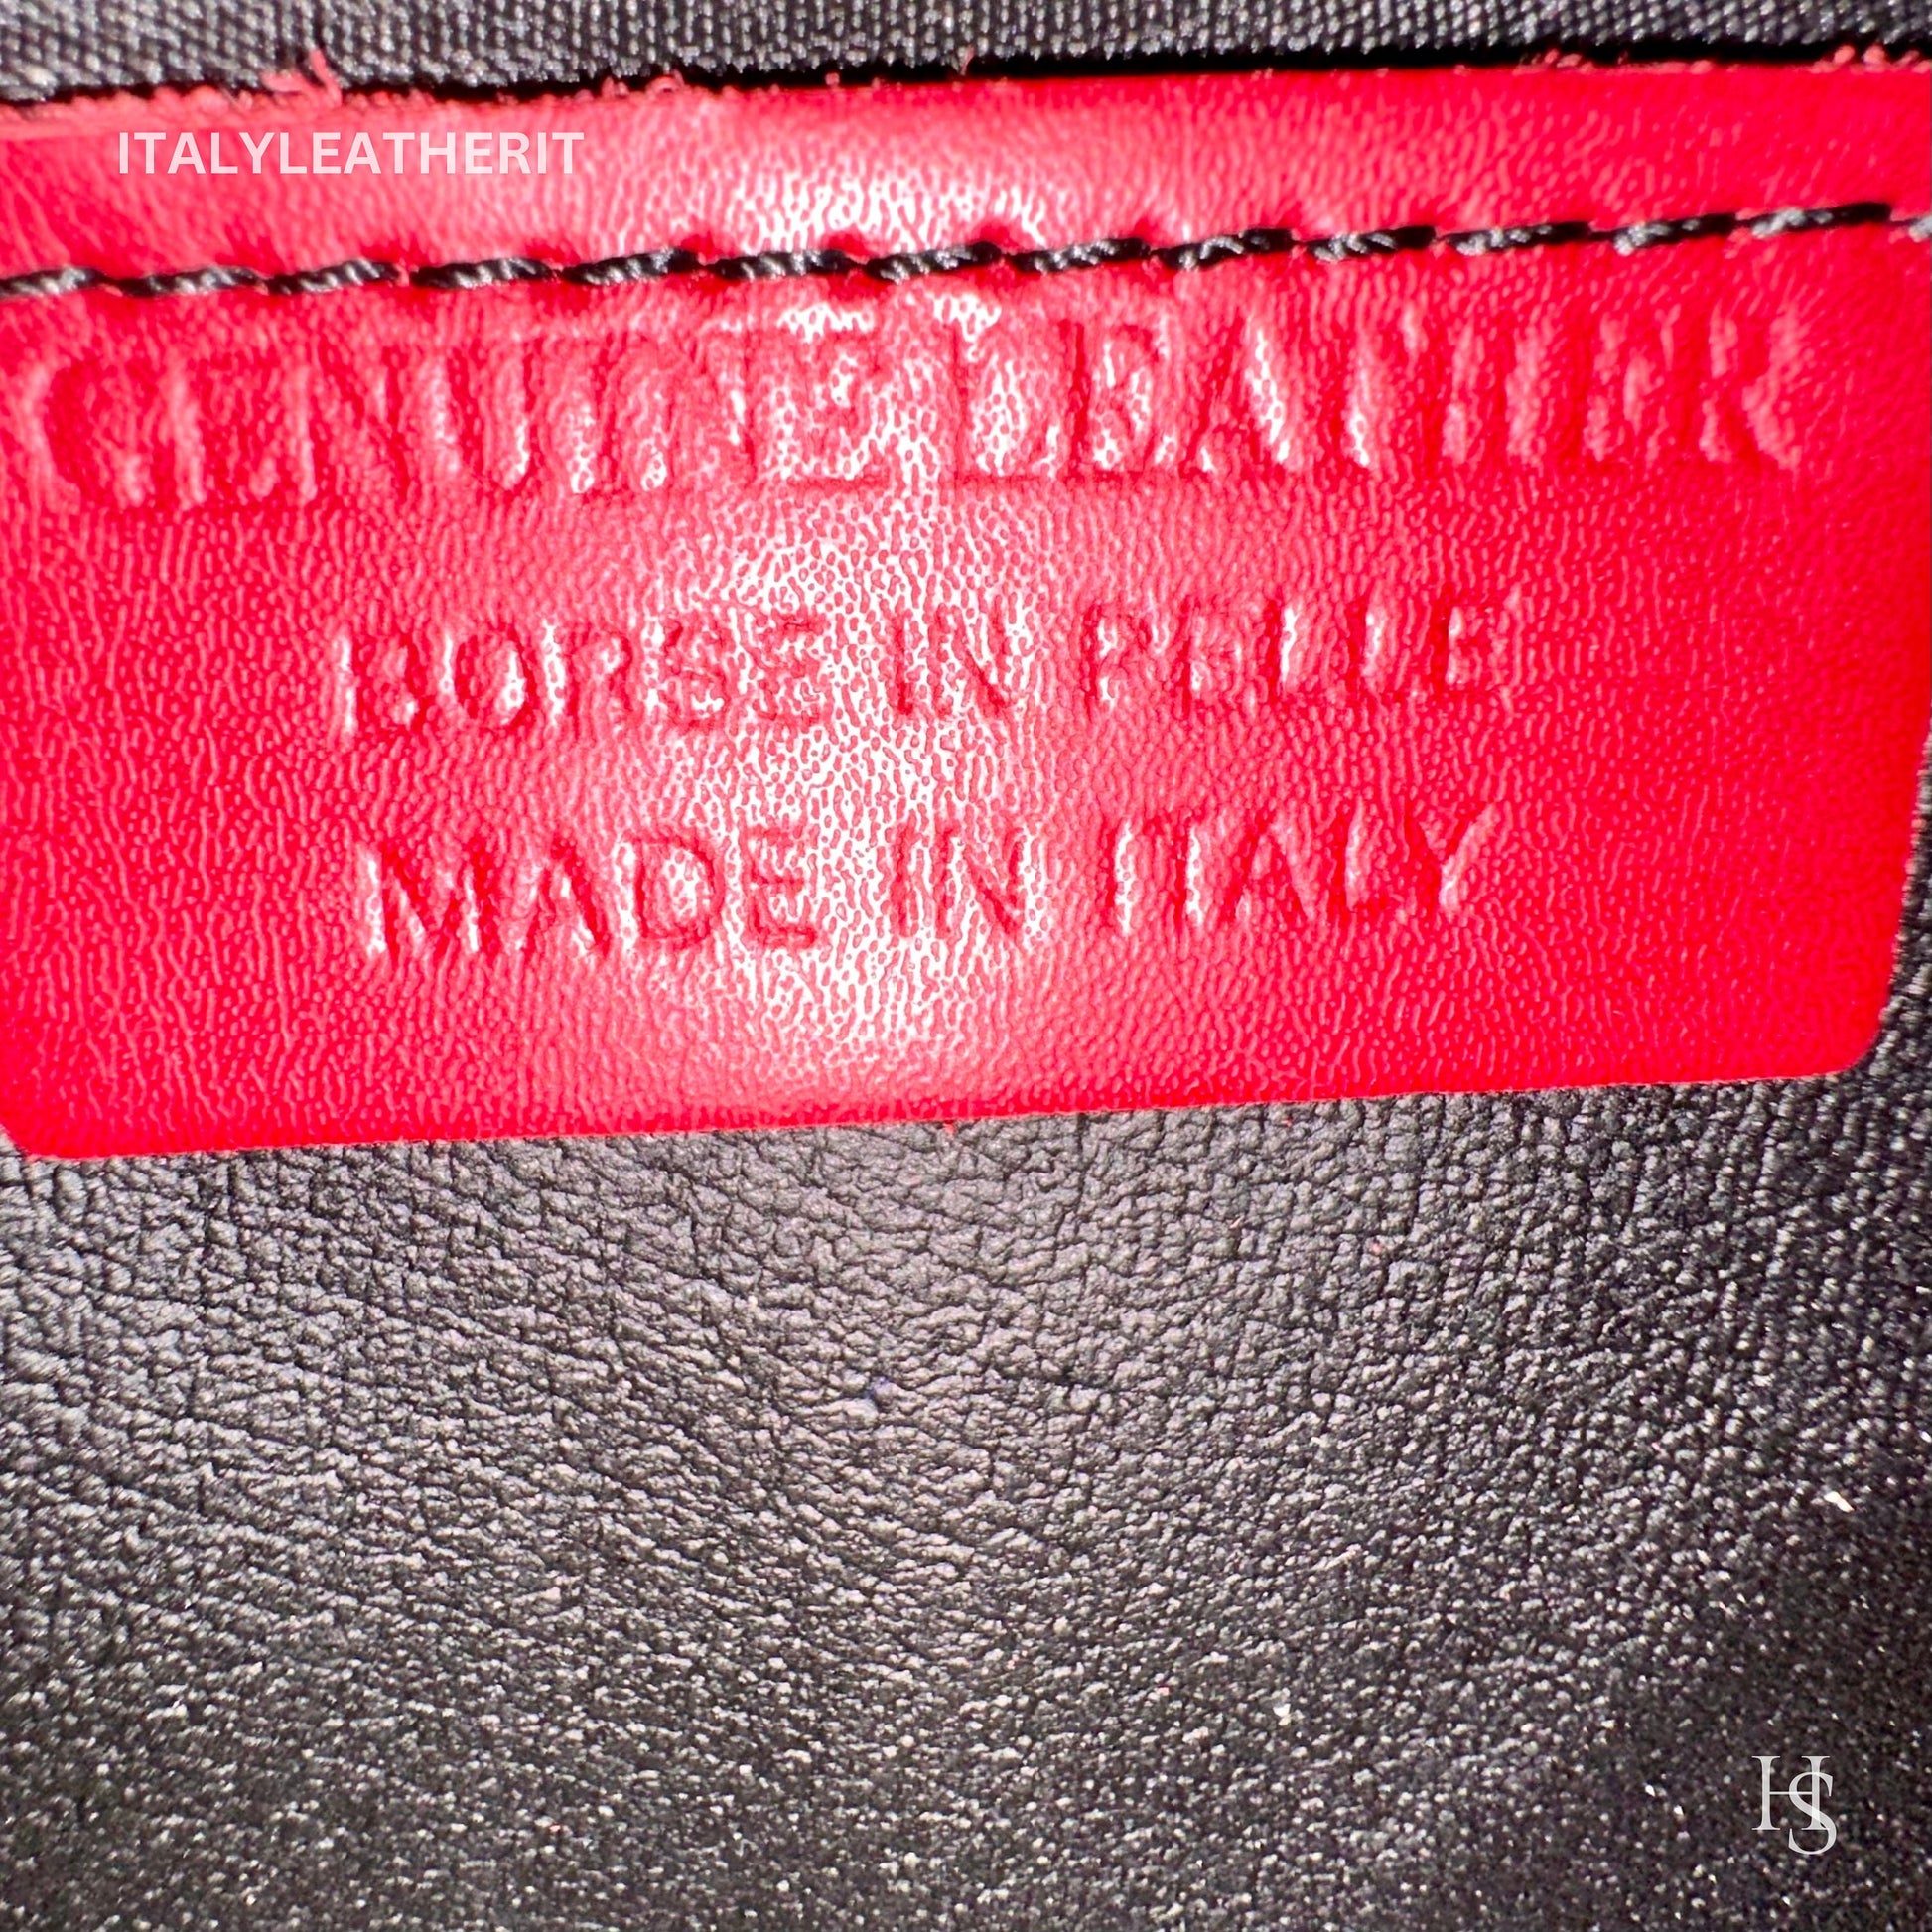 ITALYLEATHERIT
GENUINE LEATHER
BORSE IN PELLE
MADE IN ITALY
HS